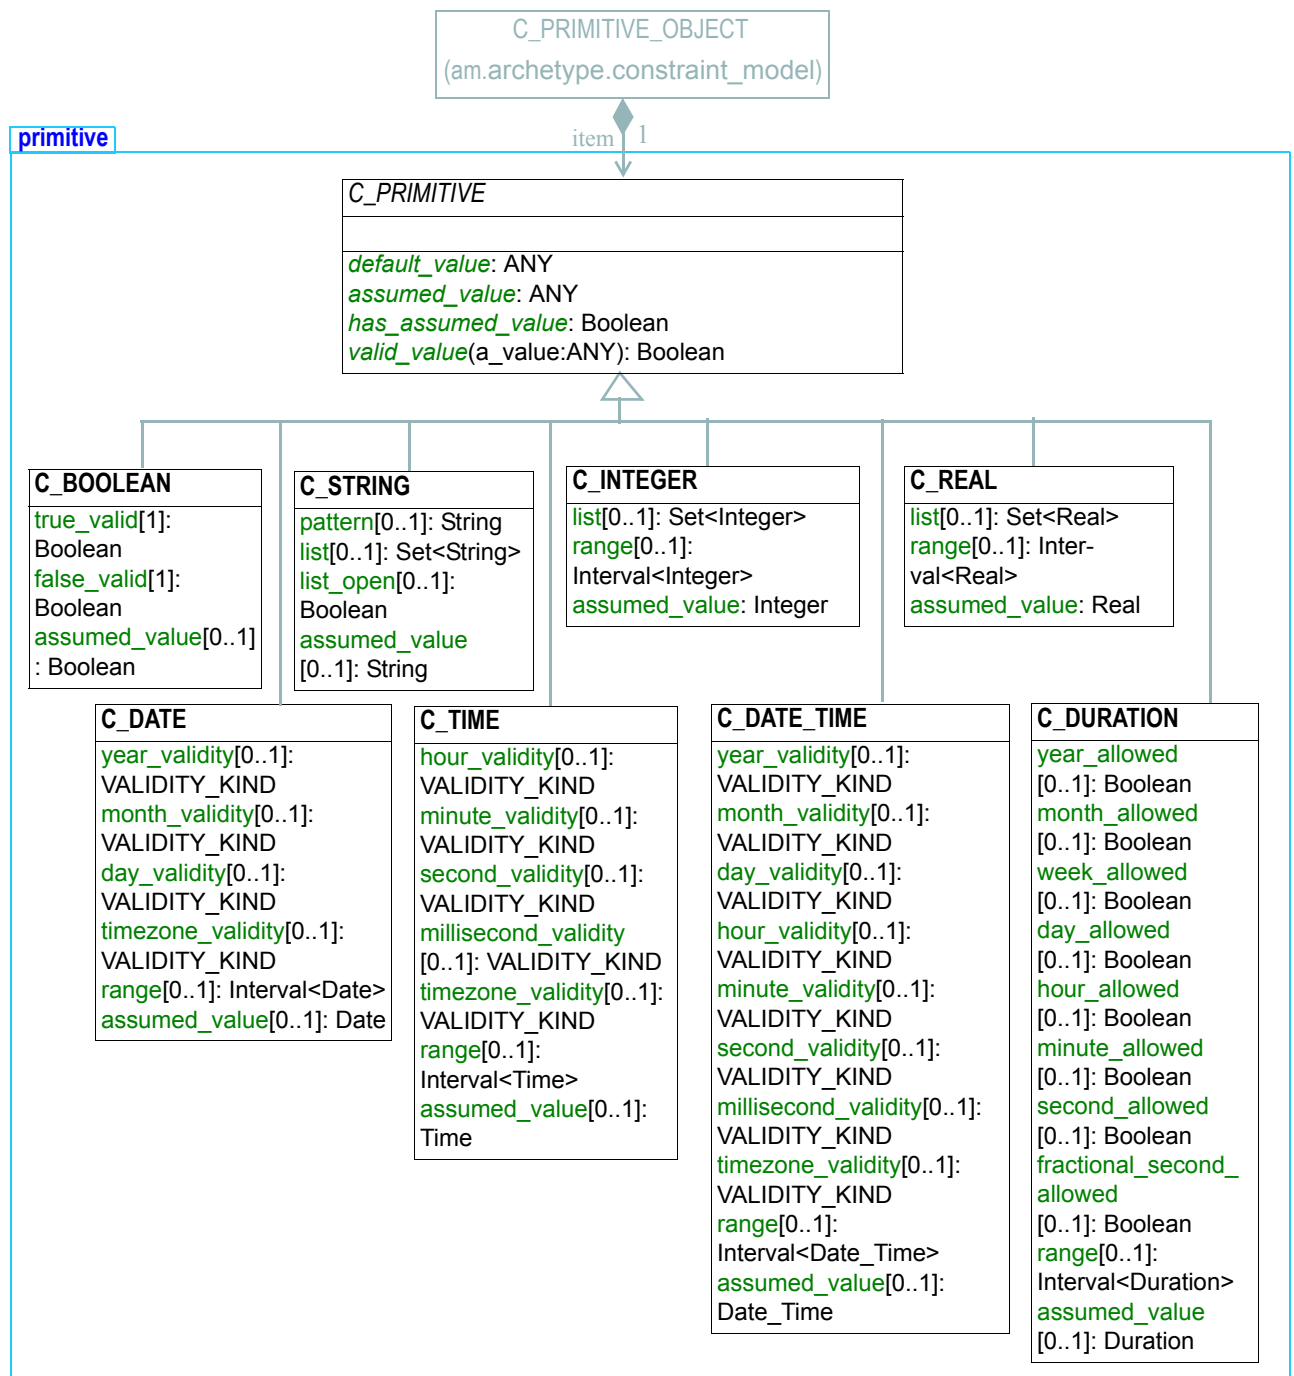 C_PRIMITIVE_OBJECT
(am.archetype.constraint_model)
primitive
item
1
C_PRIMITIVE
default_value: ANY
assumed_value: ANY
has_assumed_value: Boolean
valid_value(a_value:ANY): Boolean
C_BOOLEAN
true_valid[1]:
Boolean
false_valid[1]:
Boolean
assumed_value[0..1]
: Boolean
C_STRING
pattern[0..1]: String
list[0..1]: Set<String>
list_open[0..1]:
Boolean
assumed_value
[0..1]: String
C_INTEGER
list[0..1]: Set<Integer>
range[0..1]:
Interval<Integer>
assumed_value: Integer
C_REAL
list[0..1]: Set<Real>
range[0..1]: Inter-
val<Real>
assumed_value: Real
C_DATE
year_validity[0..1]:
VALIDITY_KIND
month_validity[0..1]:
VALIDITY_KIND
day_validity[0..1]:
VALIDITY_KIND
timezone_validity[0..1]:
VALIDITY_KIND
range[0..1]: Interval<Date>
assumed_value[0..1]: Date
C_TIME
hour_validity[0..1]:
VALIDITY_KIND
minute_validity[0..1]:
VALIDITY_KIND
second_validity[0..1]:
VALIDITY_KIND
millisecond_validity
[0..1]: VALIDITY_KIND
timezone_validity[0..1]:
VALIDITY_KIND
range[0..1]:
Interval<Time>
assumed_value[0..1]:
Time
C_DATE_TIME
year_validity[0..1]:
VALIDITY_KIND
month_validity[0..1]:
VALIDITY_KIND
day_validity[0..1]:
VALIDITY_KIND
hour_validity[0..1]:
VALIDITY_KIND
minute_validity[0..1]:
VALIDITY_KIND
second_validity[0..1]:
VALIDITY_KIND
millisecond_validity[0..1]:
VALIDITY_KIND
timezone_validity[0..1]:
VALIDITY_KIND
range[0..1]:
Interval<Date_Time>
assumed_value[0..1]:
Date_Time
C_DURATION
year_allowed
[0..1]: Boolean
month_allowed
[0..1]: Boolean
week_allowed
[0..1]: Boolean
day_allowed
[0..1]: Boolean
hour_allowed
[0..1]: Boolean
minute_allowed
[0..1]: Boolean
second_allowed
[0..1]: Boolean
fractional_second_
allowed
[0..1]: Boolean
range[0..1]:
Interval<Duration>
assumed_value
[0..1]: Duration